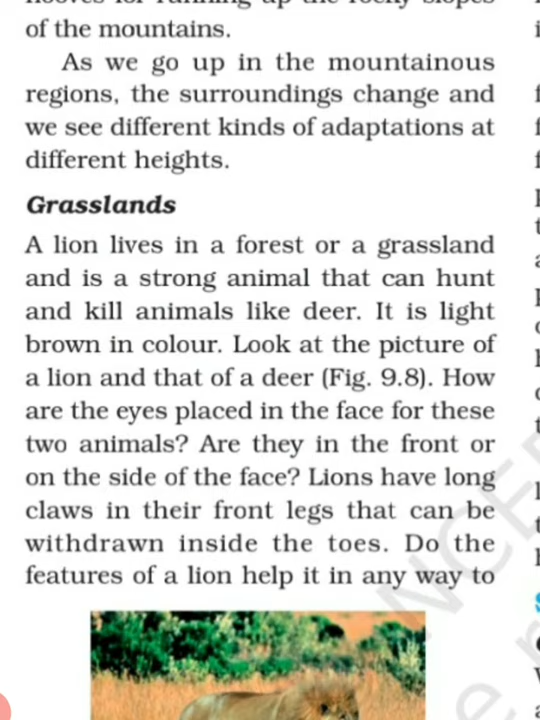 of the mountains.
As we go up in the mountainous
regions, the surroundings change and
we see different kinds of adaptations at
different heights.
Grasslands
A lion lives in a forest or a grassland
and is a strong animal that can hunt
and kill animals like deer. It is light
brown in colour. Look at the picture of
a lion and that of a deer (Fig. 9.8). How
are the eyes placed in the face for these
two animals? Are they in the front or
on the side of the face? Lions have long
claws in their front legs that can be
withdrawn inside the toes. Do the
features of a lion help it in any way to